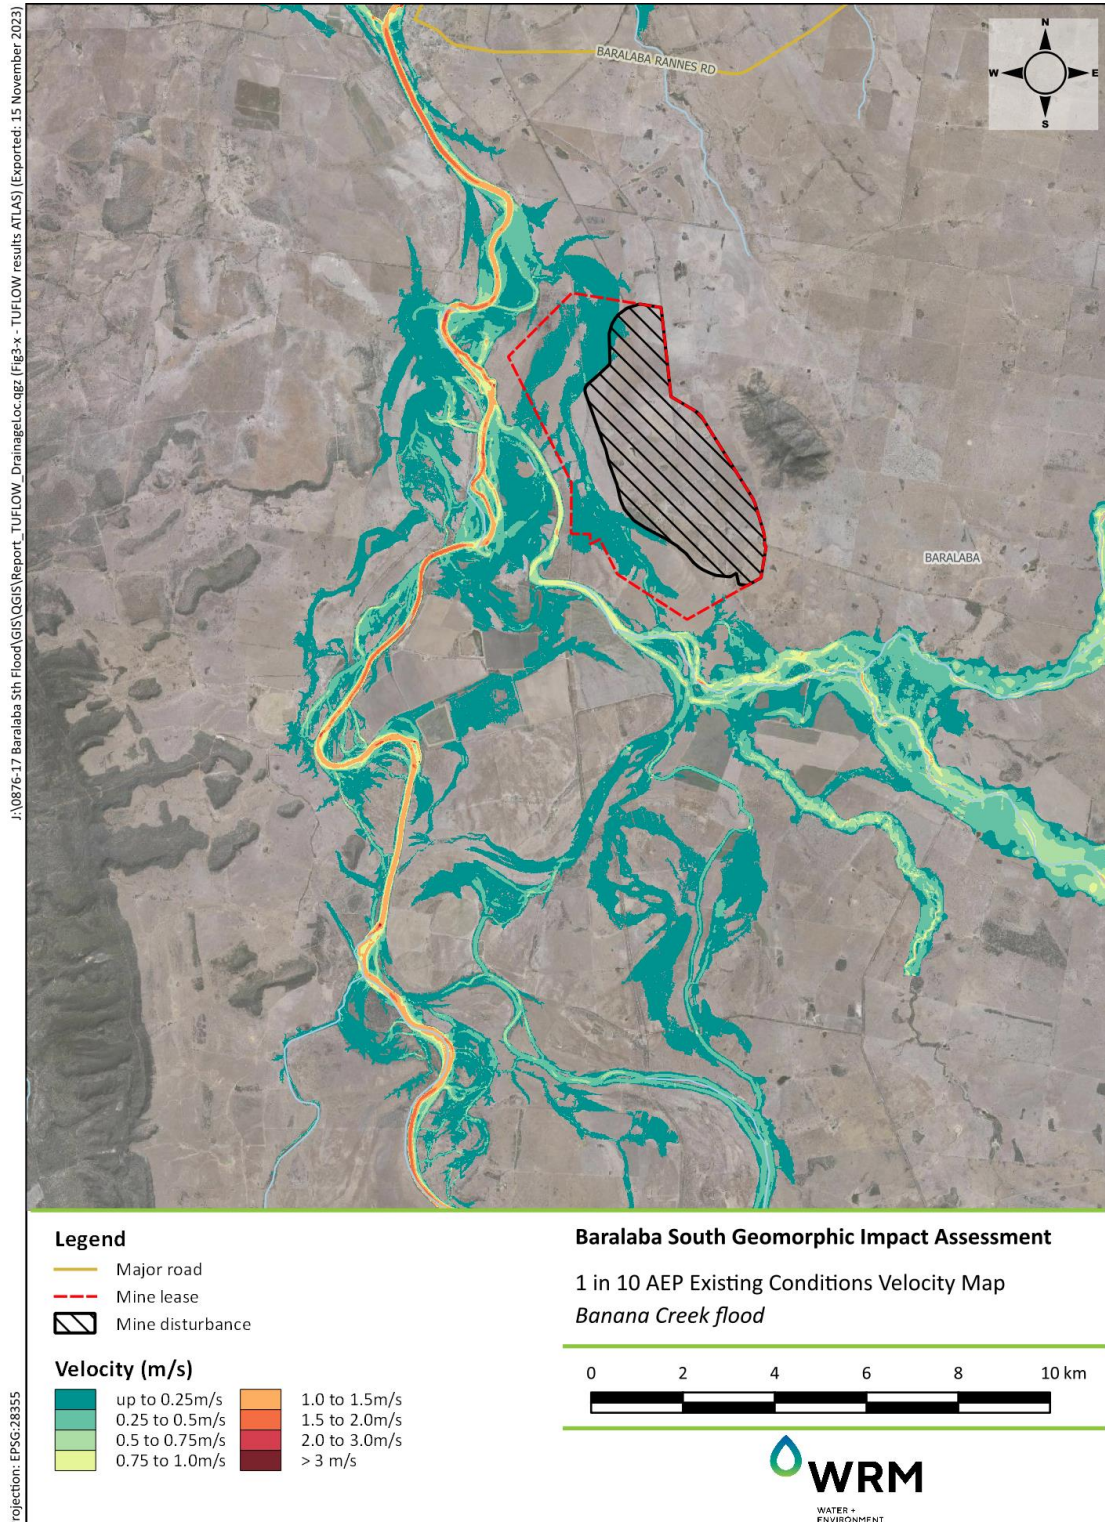 J:\0876-17 Baralaba Sth Flood\GIS\QGIS\Report_TUFLOW_DrainageLoc.qgz (Fig3-x - TUFLOW results ATLAS) (Exported: 15 November 2023)
rojection: EPSG:28355
BARALABA RANNES RD
N
W
E
S
BARALABA
Legend
Major road
Mine lease
Mine disturbance
Velocity (m/s)
up to 0.25m/s
0.25 to 0.5m/s
0.5 to 0.75m/s
0.75 to 1.0m/s
1.0 to 1.5m/s
1.5 to 2.0m/s
2.0 to 3.0m/s
> 3 m/s
Baralaba South Geomorphic Impact Assessment
1 in 10 AEP Existing Conditions Velocity Map
Banana Creek flood
0 2 4 6 8 10 km
WRM
WATER +
ENVIRONMENT